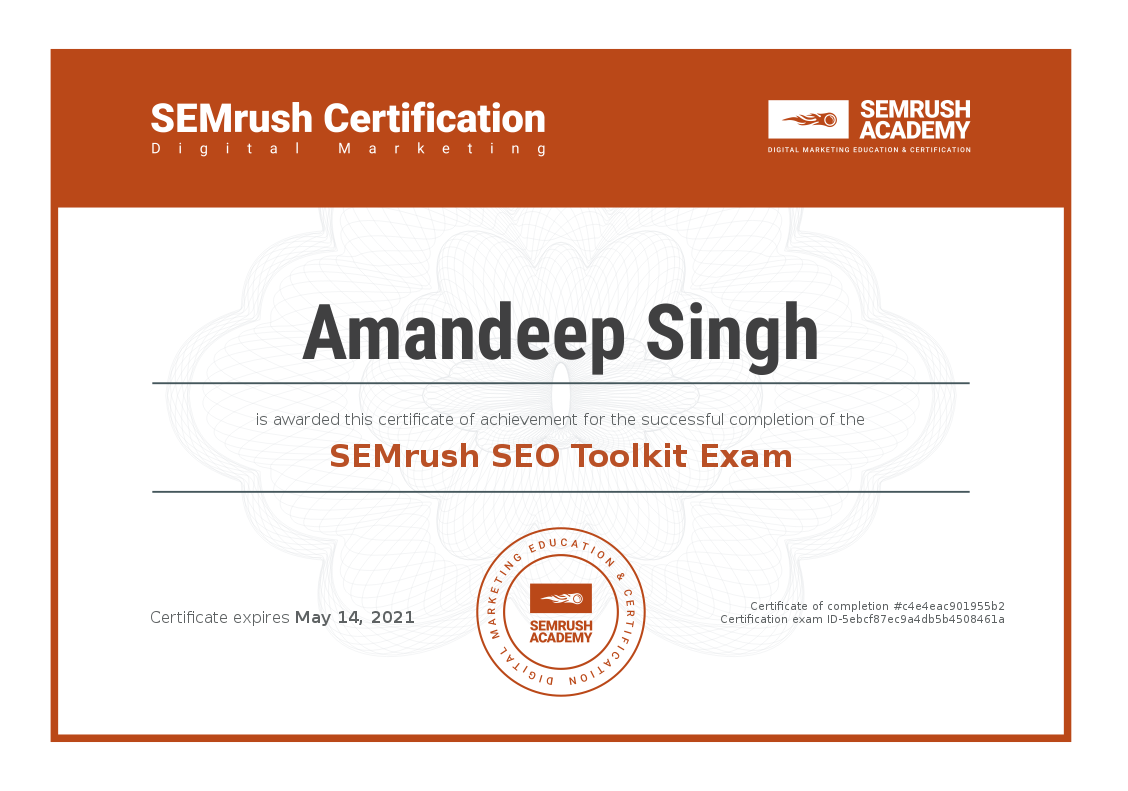 SEMrush Certification
Digital Marketing
SEMRUSH
ACADEMY
DIGITAL MARKETING EDUCATION & CERTIFICATION
Amandeep Singh
is awarded this certificate of achievement for the successful completion of the
SEMrush SEO Toolkit Exam
Certificate expires May 14, 2021
DIGITAL MARKETING EDUCATION & CERTIFICATION
SEMRUSH
ACADEMY
Certificate of completion #c4e4eac901955b2
Certification exam ID-5ebcf87ec9a4db5b4508461a